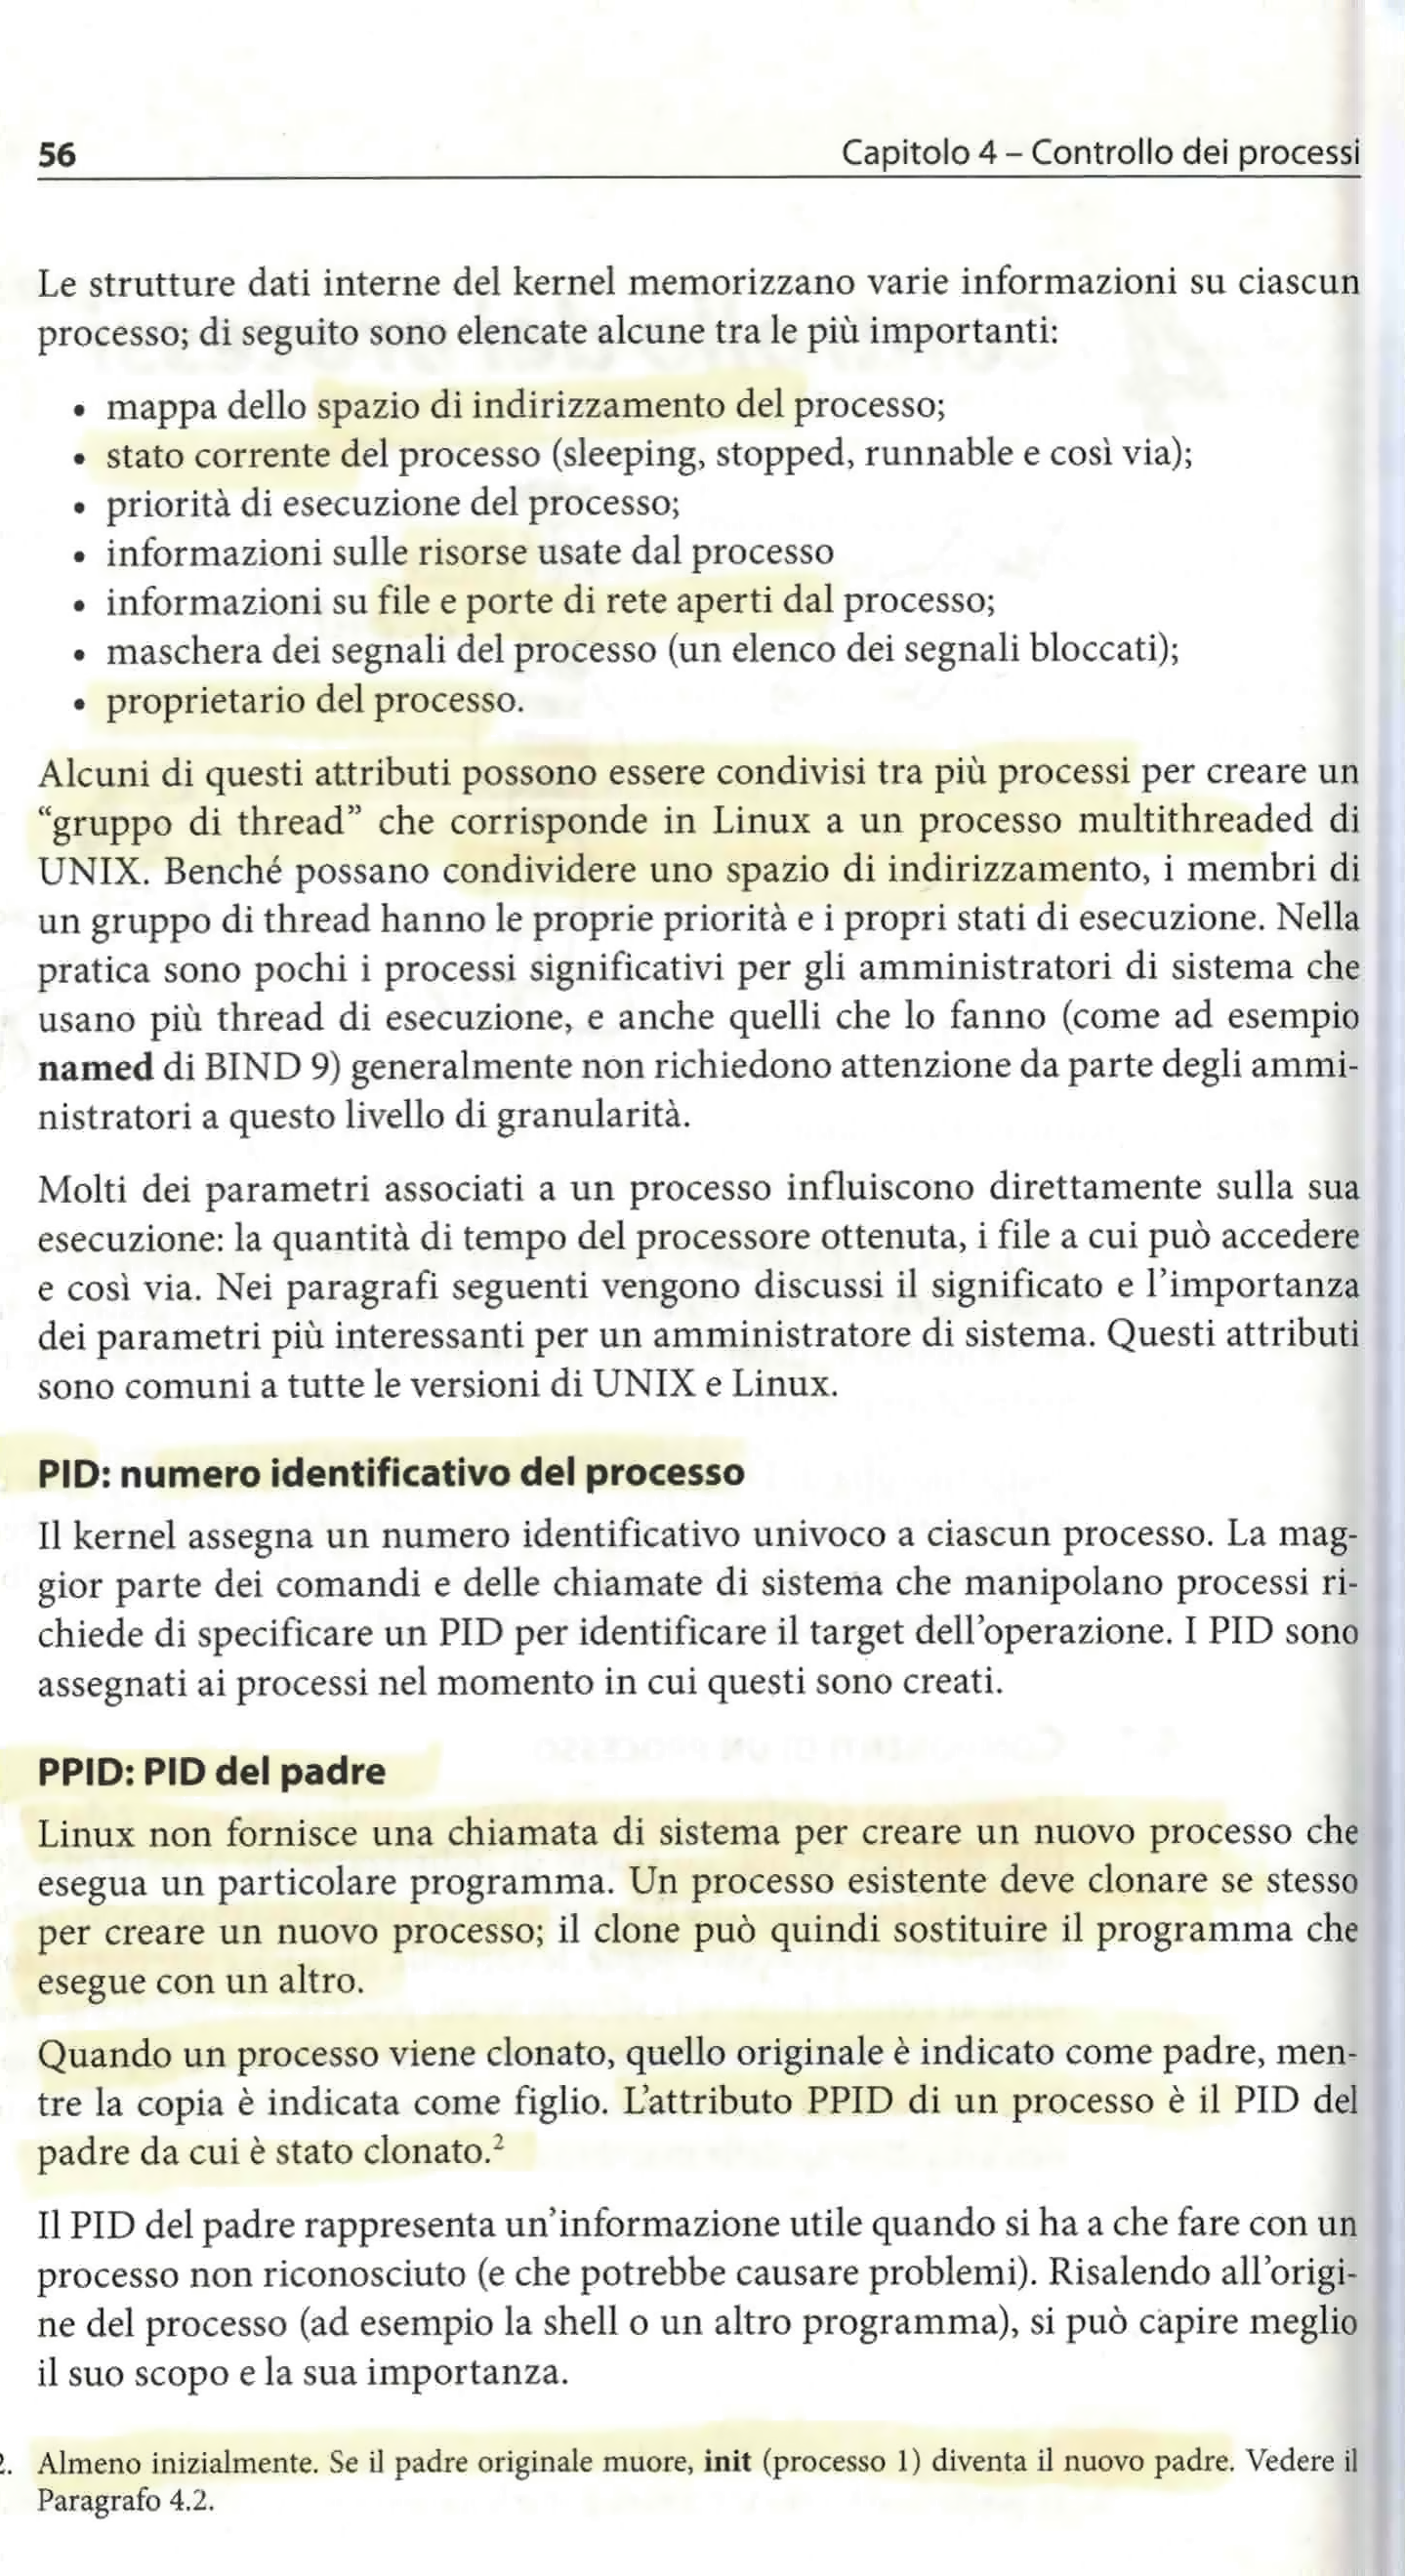 56 Capitolo 4 – Controllo dei processi
Le strutture dati interne del kernel memorizzano varie informazioni su ciascun
processo; di seguito sono elencate alcune tra le più importanti:
• mappa dello spazio di indirizzamento del processo;
• stato corrente del processo (sleeping, stopped, runnable e così via);
• priorità di esecuzione del processo;
• informazioni sulle risorse usate dal processo
• informazioni su file e porte di rete aperti dal processo;
• maschera dei segnali del processo (un elenco dei segnali bloccati);
• proprietario del processo.
Alcuni di questi attributi possono essere condivisi tra più processi per creare un
“gruppo di thread” che corrisponde in Linux a un processo multithreaded di
UNIX. Benché possano condividere uno spazio di indirizzamento, i membri di
un gruppo di thread hanno le proprie priorità e i propri stati di esecuzione. Nella
pratica sono pochi i processi significativi per gli amministratori di sistema che
usano più thread di esecuzione, e anche quelli che lo fanno (come ad esempio
named di BIND 9) generalmente non richiedono attenzione da parte degli ammi-
nistratori a questo livello di granularità.
Molti dei parametri associati a un processo influiscono direttamente sulla sua
esecuzione: la quantità di tempo del processore ottenuta, i file a cui può accedere
e così via. Nei paragrafi seguenti vengono discussi il significato e l’importanza
dei parametri più interessanti per un amministratore di sistema. Questi attributi
sono comuni a tutte le versioni di UNIX e Linux.
PID: numero identificativo del processo
Il kernel assegna un numero identificativo univoco a ciascun processo. La mag-
gior parte dei comandi e delle chiamate di sistema che manipolano processi ri-
chiede di specificare un PID per identificare il target dell’operazione. I PID sono
assegnati ai processi nel momento in cui questi sono creati.
PPID: PID del padre
Linux non fornisce una chiamata di sistema per creare un nuovo processo che
esegua un particolare programma. Un processo esistente deve clonare se stesso
per creare un nuovo processo; il clone può quindi sostituire il programma che
esegue con un altro.
Quando un processo viene clonato, quello originale è indicato come padre, men-
tre la copia è indicata come figlio. L’attributo PPID di un processo è il PID del
padre da cui è stato clonato.²
Il PID del padre rappresenta un’informazione utile quando si ha a che fare con un
processo non riconosciuto (e che potrebbe causare problemi). Risalendo all’origi-
ne del processo (ad esempio la shell o un altro programma), si può capire meglio
il suo scopo e la sua importanza.
2. Almeno inizialmente. Se il padre originale muore, init (processo 1) diventa il nuovo padre. Vedere il
Paragrafo 4.2.